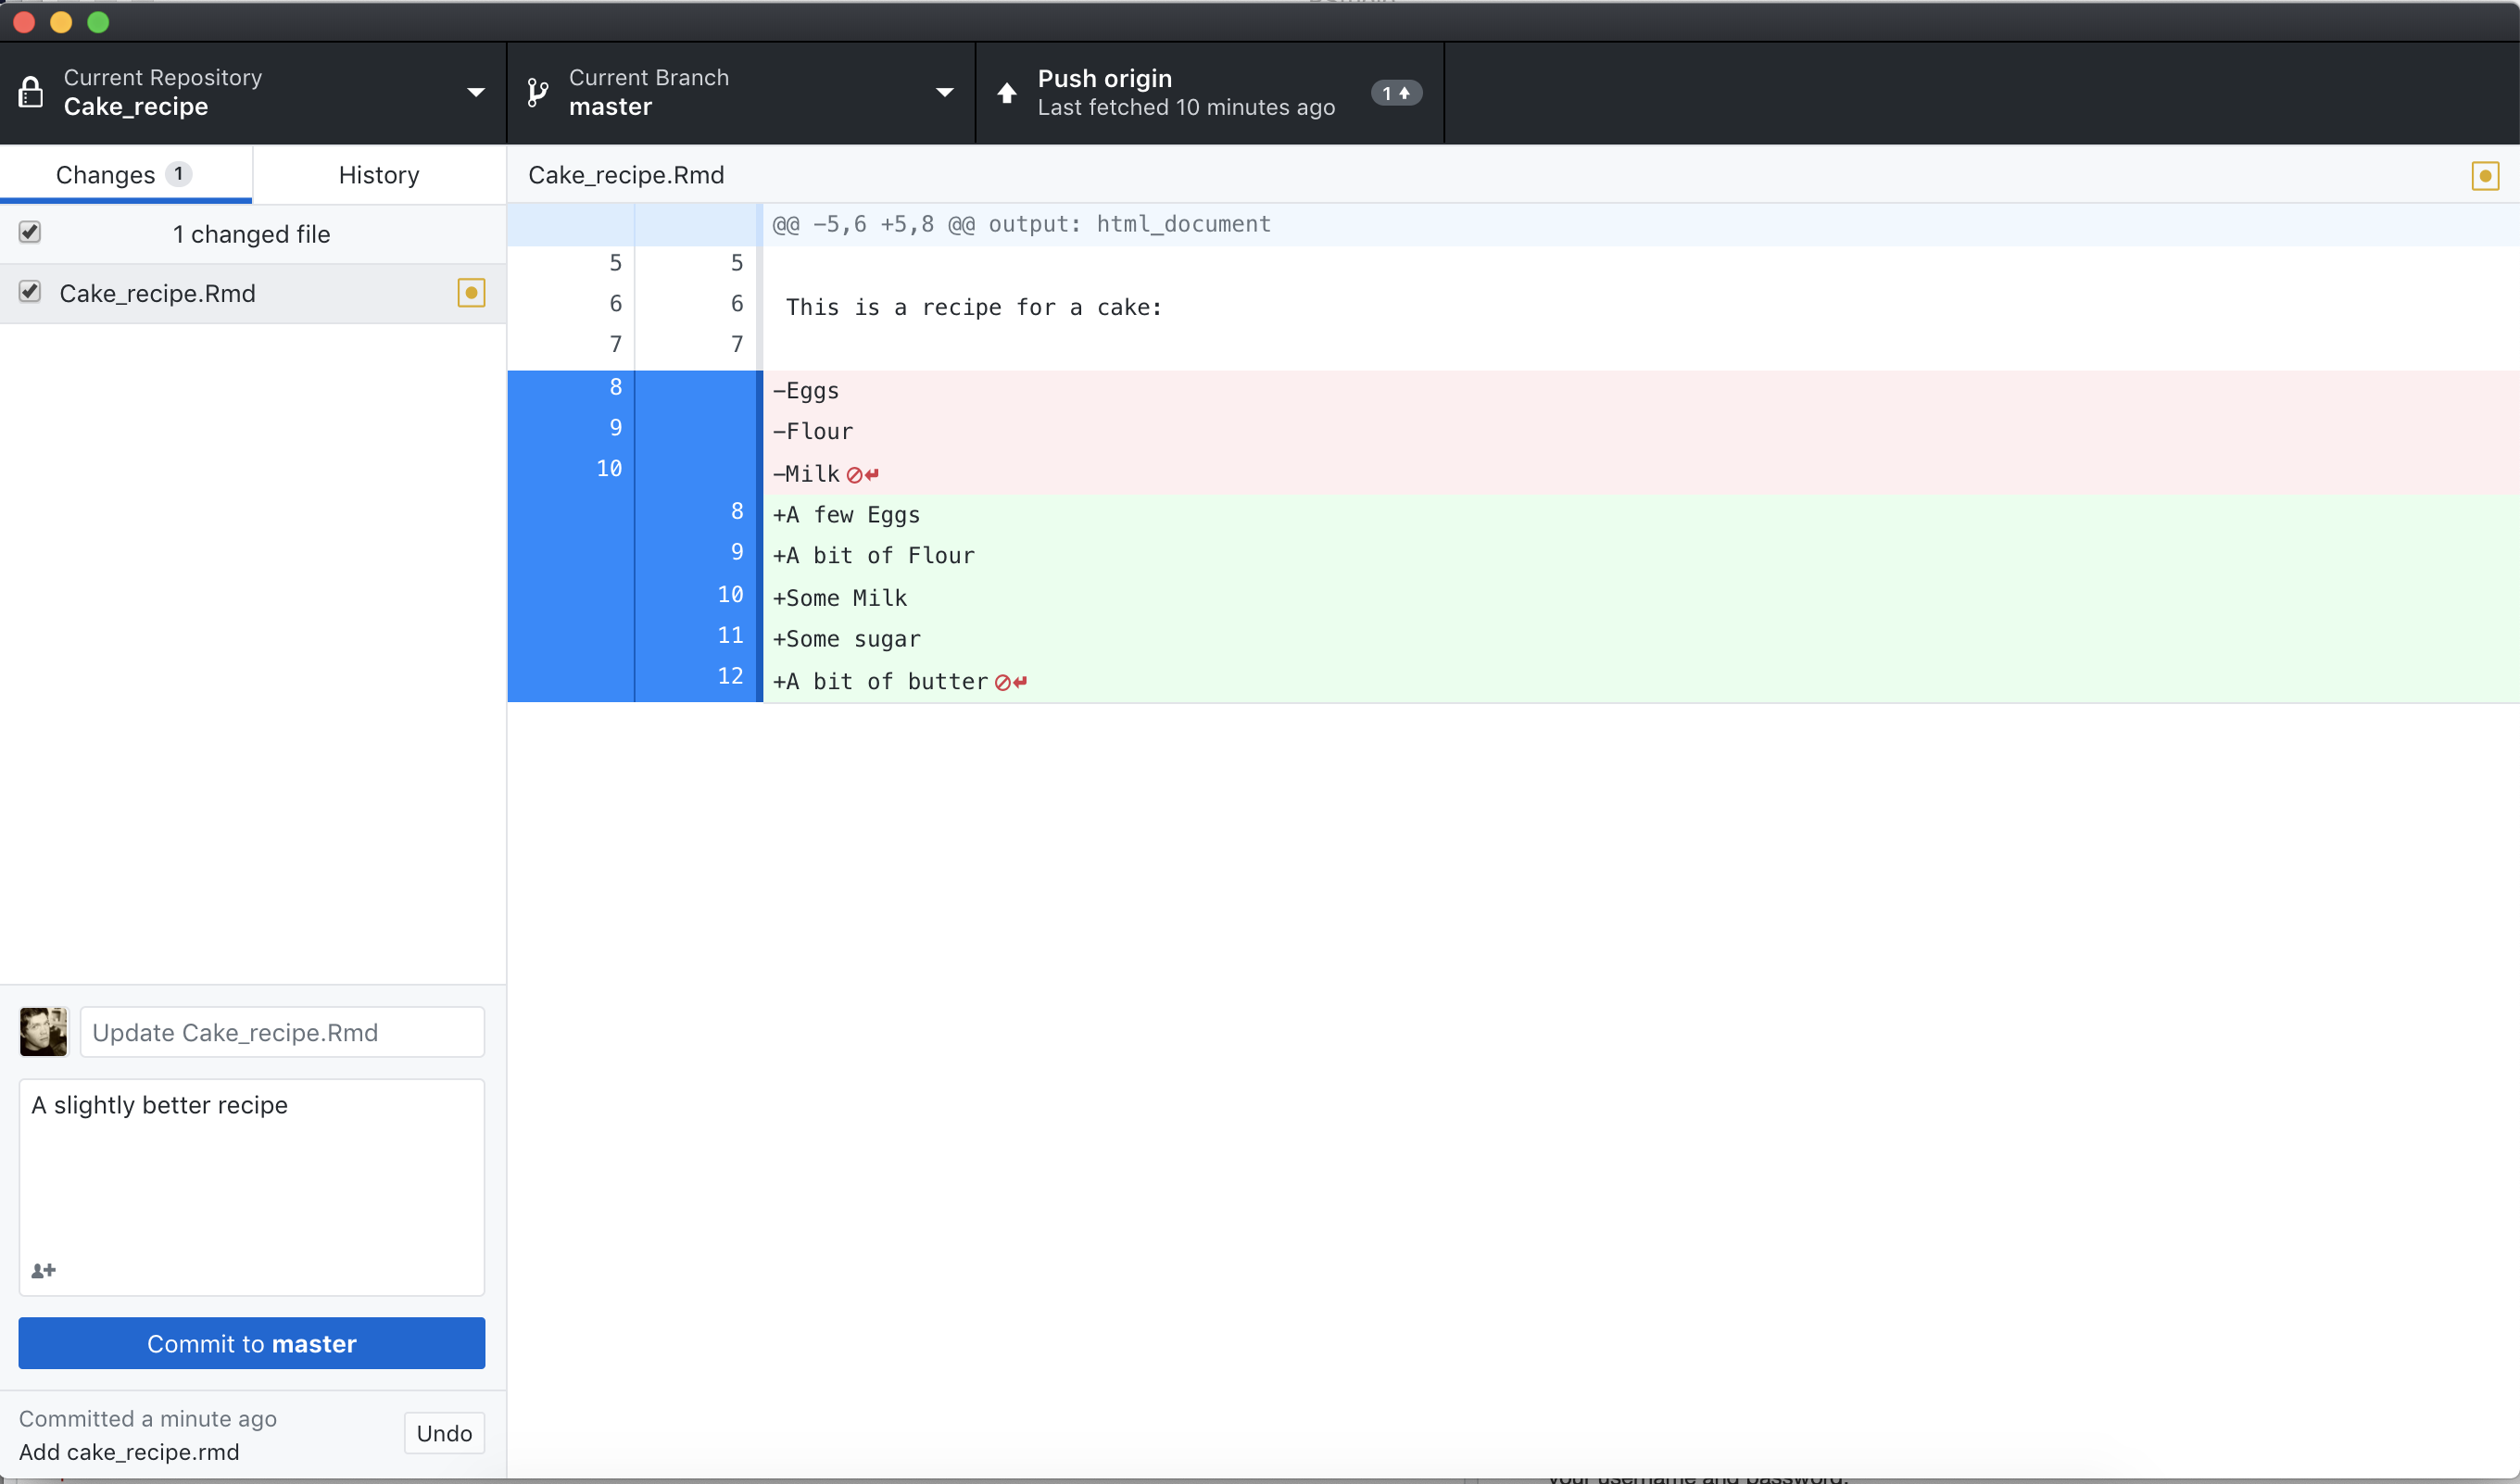 Current Repository
Cake_recipe
Current Branch
master
Push origin
Last fetched 10 minutes ago
1
Changes 1
History
Cake_recipe.Rmd
1 changed file
Cake_recipe.Rmd
@@ -5,6 +5,8 @@ output: html_document
5 5
6 6 This is a recipe for a cake:
7 7
8 -Eggs
9 -Flour
10 -Milk
8 +A few Eggs
9 +A bit of Flour
10 +Some Milk
11 +Some sugar
12 +A bit of butter
Update Cake_recipe.Rmd
A slightly better recipe
Commit to master
Committed a minute ago
Add cake_recipe.rmd
Undo
your username and password.